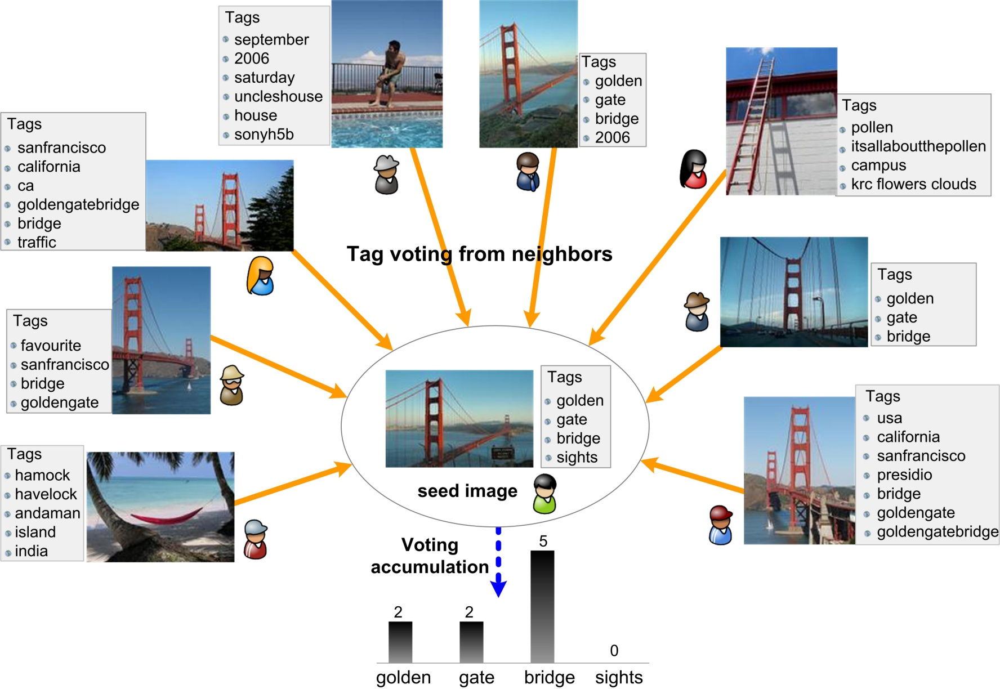 Tags
september
2006
saturday
uncleshouse
house
sonyh5b
Tags
golden
gate
bridge
2006
Tags
pollen
itsallaboutthepollen
campus
krc flowers clouds
Tags
sanfrancisco
california
ca
goldengatebridge
bridge
traffic
Tag voting from neighbors
Tags
golden
gate
bridge
Tags
favourite
sanfrancisco
bridge
goldengate
Tags
golden
gate
bridge
sights
seed image
Tags
usa
california
sanfrancisco
presidio
bridge
goldengate
goldengatebridge
Tags
hamock
havelock
andaman
island
india
Voting
accumulation
2
2
5
0
golden
gate
bridge
sights